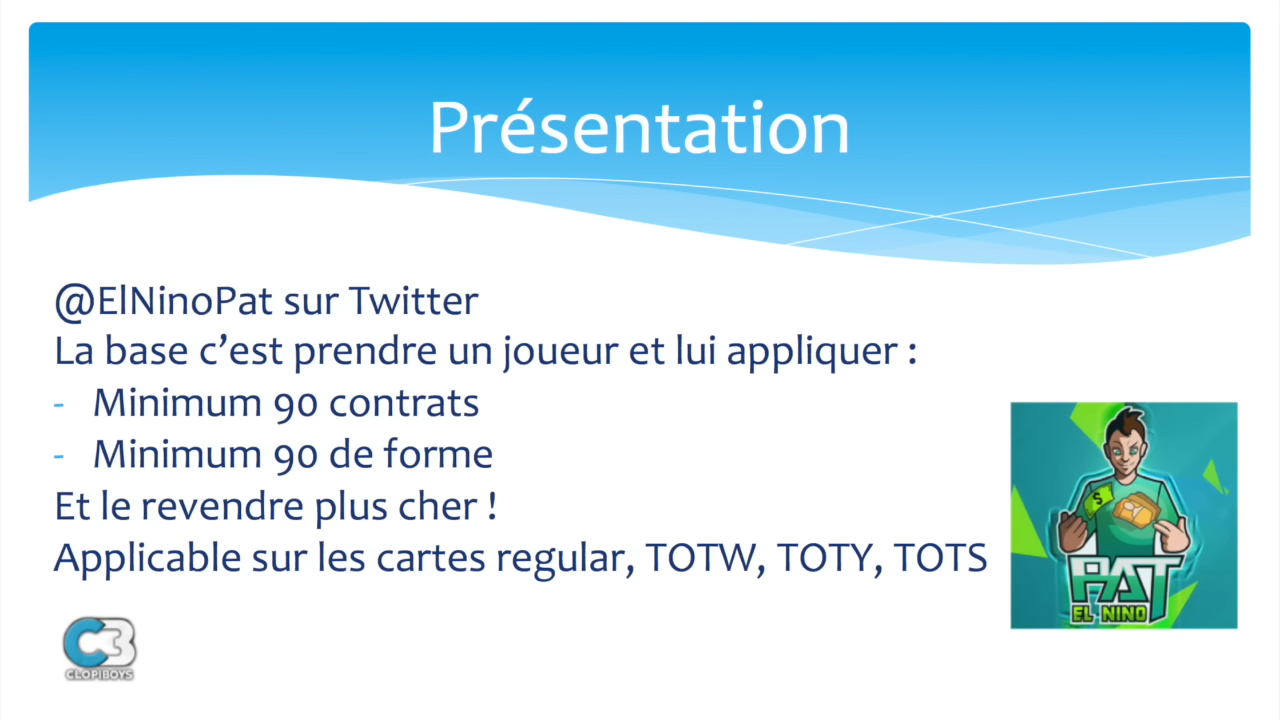 Présentation
@ElNinoPat sur Twitter
La base c’est prendre un joueur et lui appliquer :
- Minimum 90 contrats
- Minimum 90 de forme
Et le revendre plus cher !
Applicable sur les cartes regular, TOTW, TOTY, TOTS
$
PAT
EL NINO
C3
CLOPIBOYS